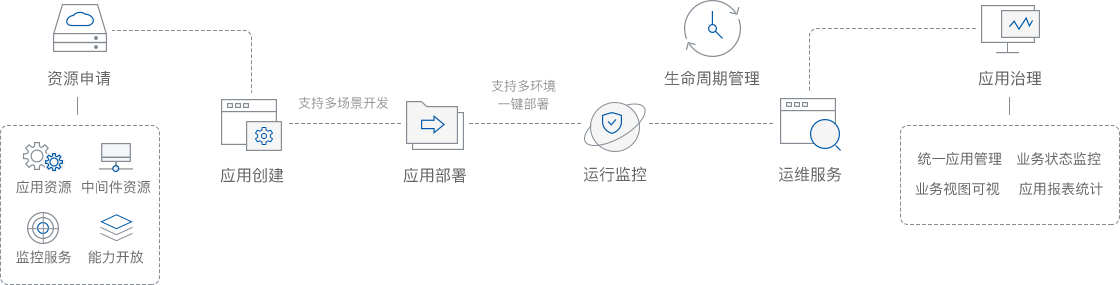 资源申请
应用资源
中间件资源
监控服务
能力开放
应用创建
支持多场景开发
应用部署
支持多环境
一键部署
运行监控
生命周期管理
运维服务
应用治理
统一应用管理
业务状态监控
业务视图可视
应用报表统计